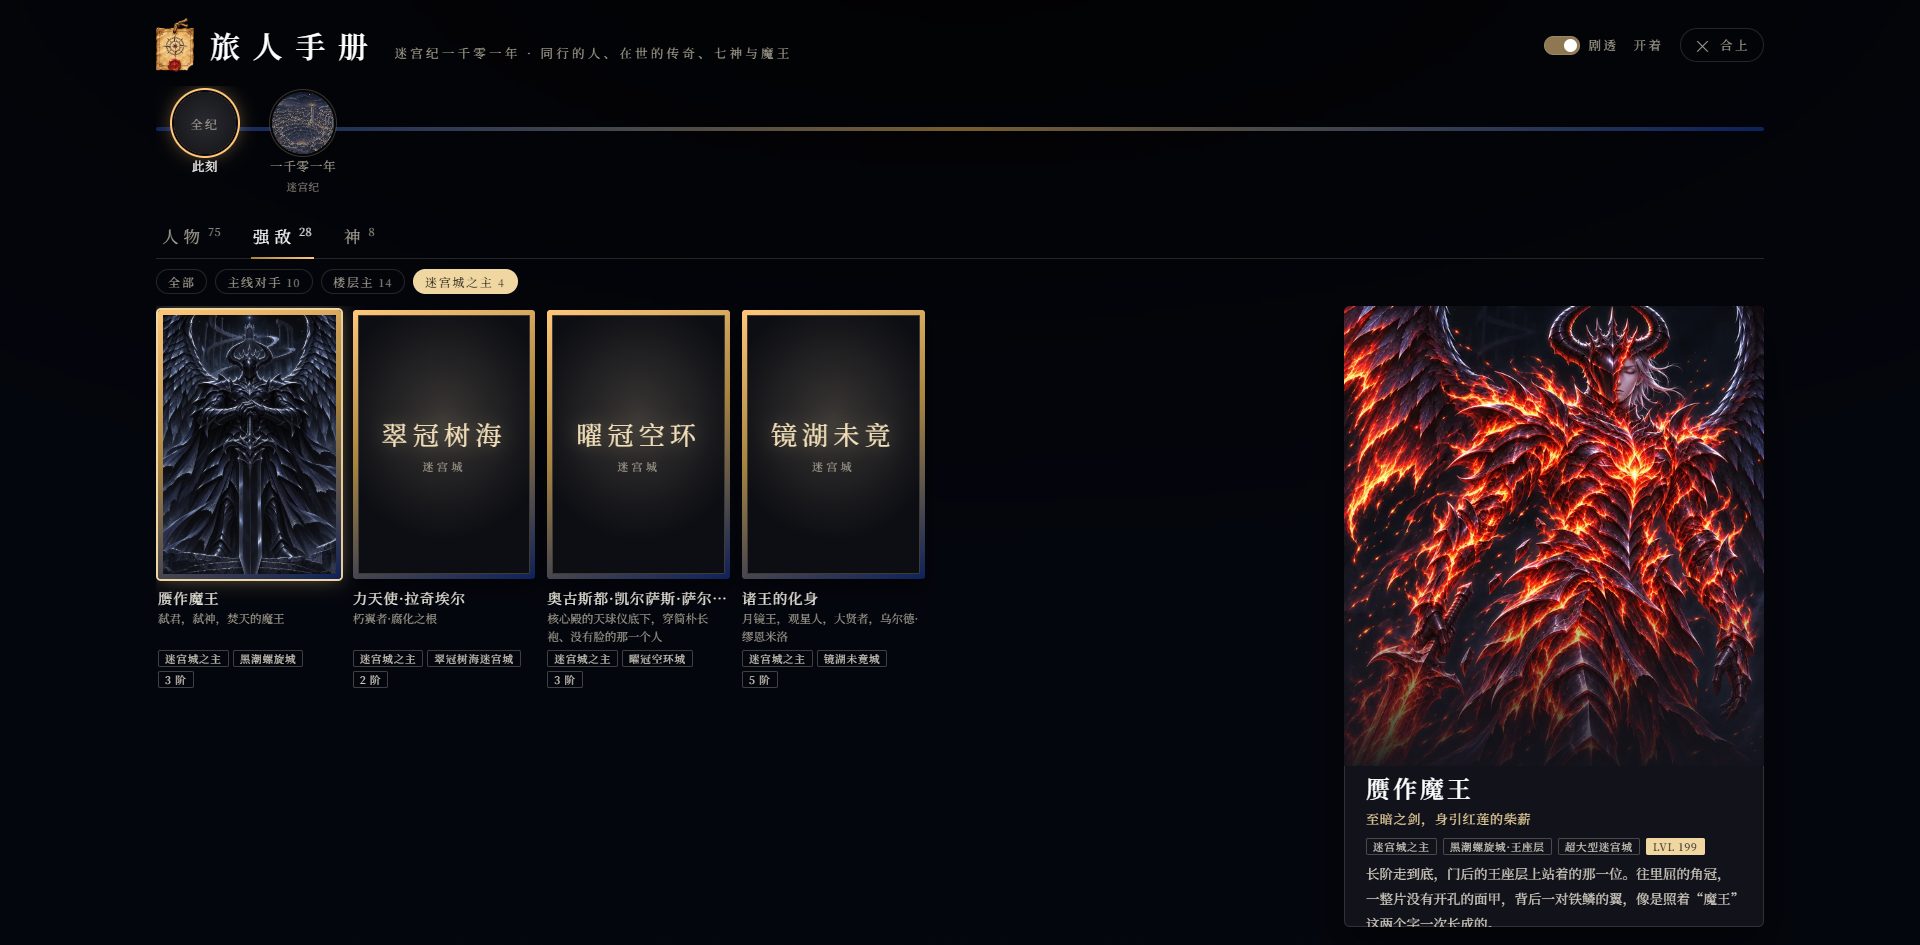 旅人手册
迷宫纪一千零一年 · 同行的人、在世的传奇、七神与魔王
剧透 开着
合上
全纪
此刻
一千零一年
迷宫纪
人物 75
强敌 28
神 8
全部
主线对手 10
楼层主 14
迷宫城之主 4
翠冠树海
迷宫城
曜冠空环
迷宫城
镜湖未竟
迷宫城
赝作魔王
弑君，弑神，焚天的魔王
迷宫城之主 黑潮螺旋城
3 阶
力天使·拉奇埃尔
朽翼者·腐化之根
迷宫城之主 翠冠树海迷宫城
2 阶
奥古斯都·凯尔萨斯·萨尔…
核心殿的天球仪底下，穿简朴长
袍、没有脸的那一个人
迷宫城之主 曜冠空环城
3 阶
诸王的化身
月镜王，观星人，大贤者，乌尔德·
缪恩米洛
迷宫城之主 镜湖未竟城
5 阶
赝作魔王
至暗之剑，身引红莲的柴薪
迷宫城之主 黑潮螺旋城·王座层 超大型迷宫城 LVL 199
长阶走到底，门后的王座层上站着的那一位。往里屈的角冠，
一整片没有开孔的面甲，背后一对铁鳞的翼，像是照着“魔王”
这两个字一次长成的。